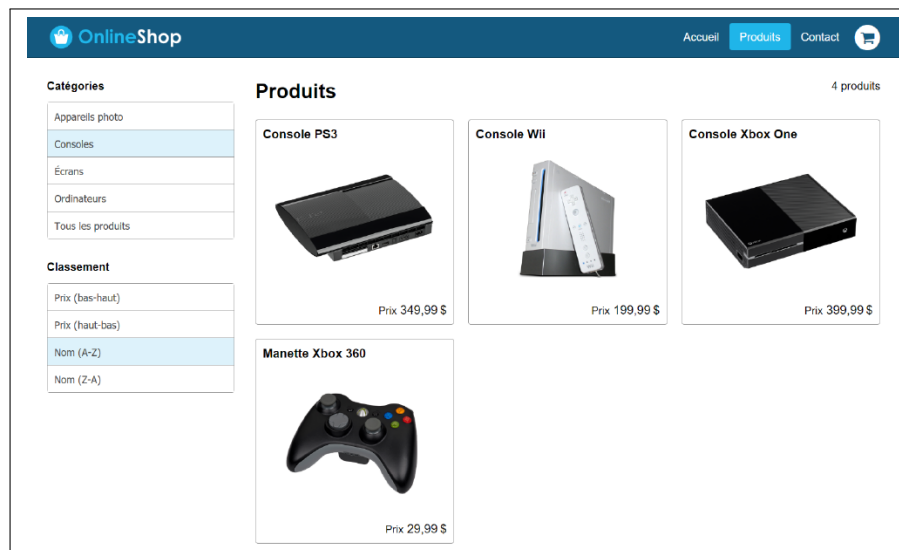 OnlineShop
Accueil Produits Contact
Catégories
Appareils photo
Consoles
Écrans
Ordinateurs
Tous les produits
Classement
Prix (bas-haut)
Prix (haut-bas)
Nom (A-Z)
Nom (Z-A)
Produits
4 produits
Console PS3
Prix 349,99 $
Console Wii
Prix 199,99 $
Console Xbox One
Prix 399,99 $
Manette Xbox 360
Prix 29,99 $